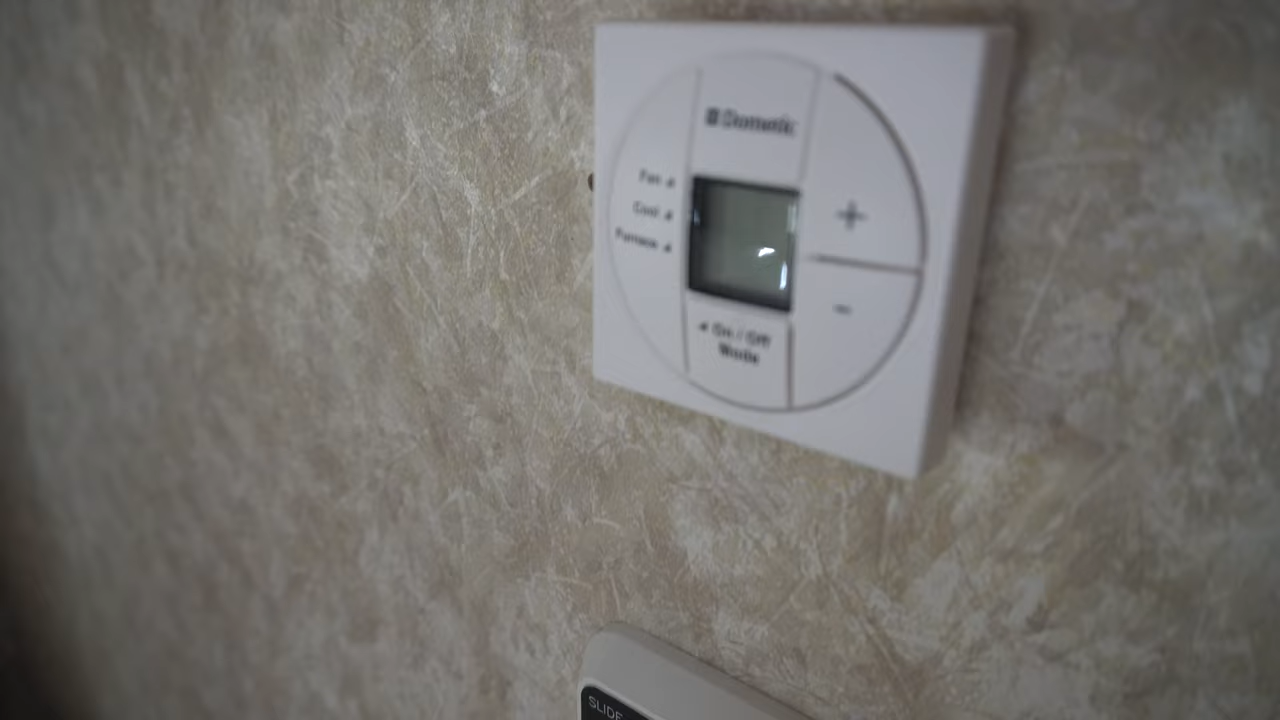 Dometic
Fan
Cool
Furnace
+
-
On / Off
Mode
SLIDE